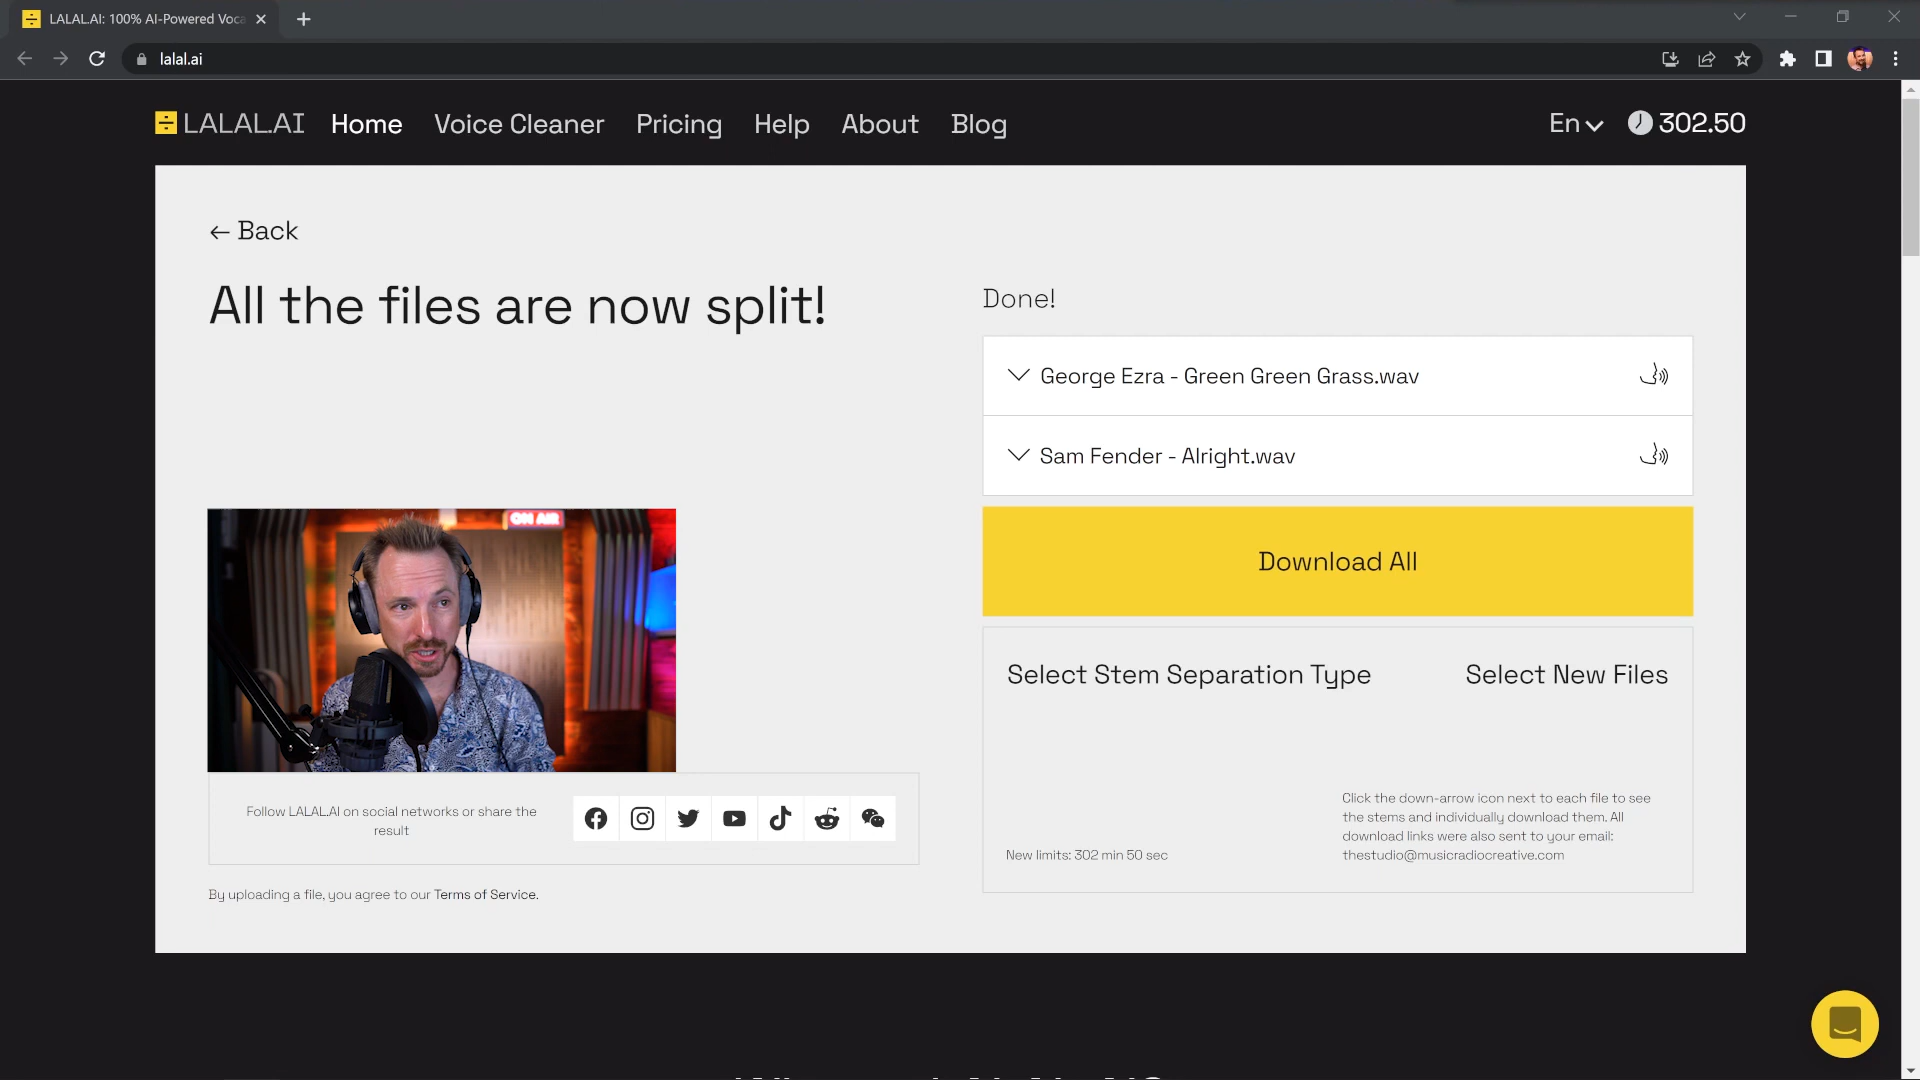 LALAL.AI: 100% AI-Powered Voca
lalal.ai
LALAL.AI Home Voice Cleaner Pricing Help About Blog En 302.50
← Back
All the files are now split!
Done!
George Ezra - Green Green Grass.wav
Sam Fender - Alright.wav
Download All
ON AIR
Select Stem Separation Type Select New Files
Follow LALAL.AI on social networks or share the
result
Click the down-arrow icon next to each file to see
the stems and individually download them. All
download links were also sent to your email:
thestudio@musicradiocreative.com
New limits: 302 min 50 sec
By uploading a file, you agree to our Terms of Service.